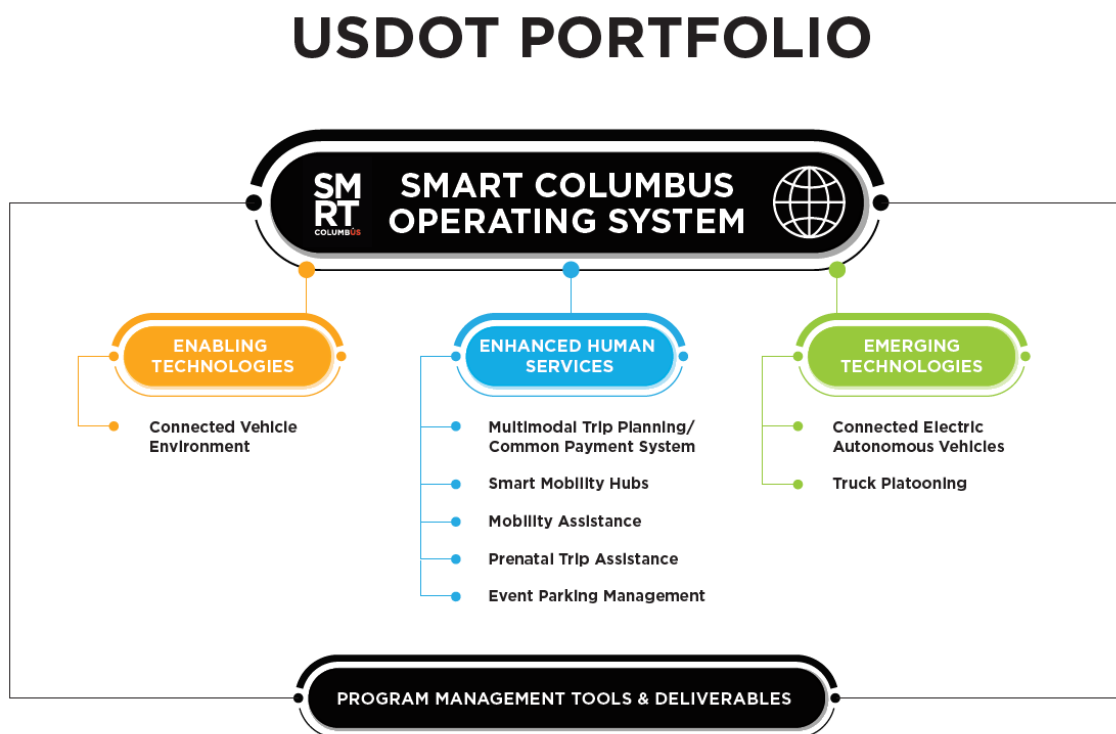 USDOT PORTFOLIO
SM
RT
COLUMBUS
SMART COLUMBUS
OPERATING SYSTEM
ENABLING
TECHNOLOGIES
Connected Vehicle
Environment
ENHANCED HUMAN
SERVICES
Multimodal Trip Planning/
Common Payment System
Smart Mobility Hubs
Mobility Assistance
Prenatal Trip Assistance
Event Parking Management
EMERGING
TECHNOLOGIES
Connected Electric
Autonomous Vehicles
Truck Platooning
PROGRAM MANAGEMENT TOOLS & DELIVERABLES